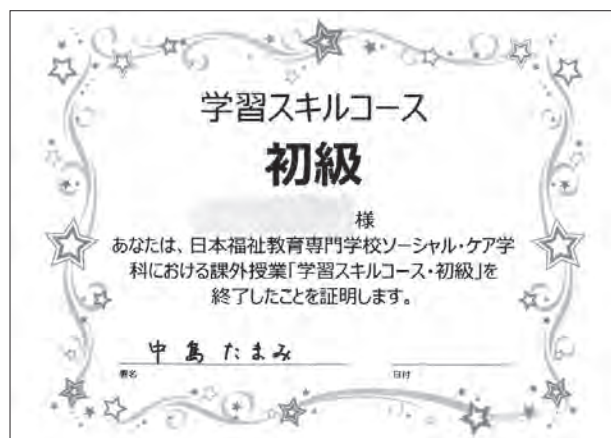 学習スキルコース
初級
様
あなたは、日本福祉教育専門学校ソーシャル・ケア学
科における課外授業「学習スキルコース・初級」を
終了したことを証明します。
中島たまみ
署名
日付